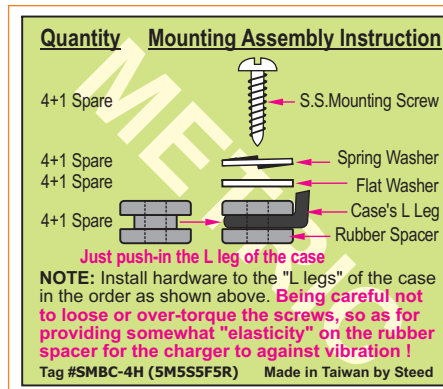 Quantity Mounting Assembly Instruction
METRIC
4+1 Spare S.S.Mounting Screw
4+1 Spare Spring Washer
4+1 Spare Flat Washer
Case's L Leg
4+1 Spare Rubber Spacer
Just push-in the L leg of the case
NOTE: Install hardware to the "L legs" of the case
in the order as shown above. Being careful not
to loose or over-torque the screws, so as for
providing somewhat "elasticity" on the rubber
spacer for the charger to against vibration !
Tag #SMBC-4H (5M5S5F5R) Made in Taiwan by Steed